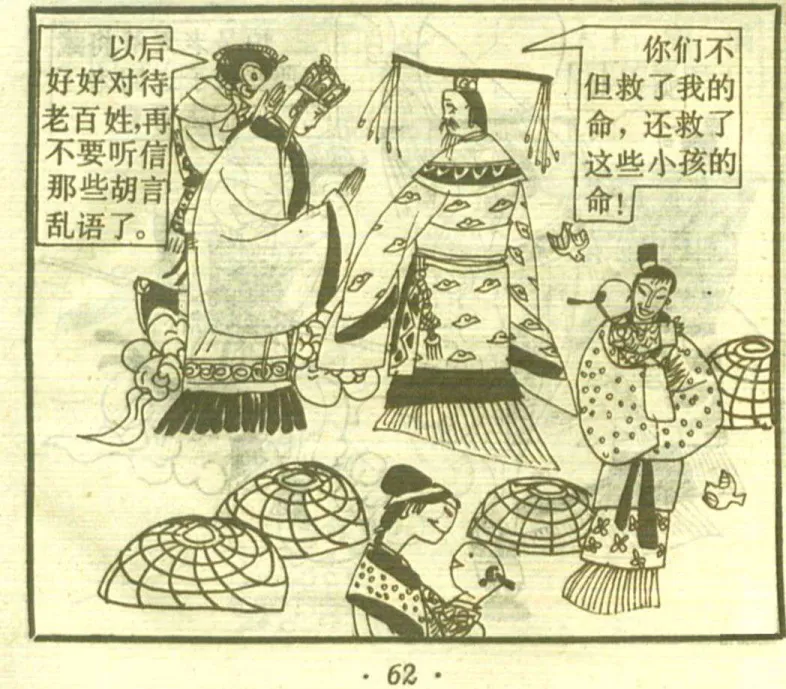 以后
好好对待
老百姓,再
不要听信
那些胡言
乱语了。
你们不
但救了我的
命，还救了
这些小孩的
命!
· 62 ·